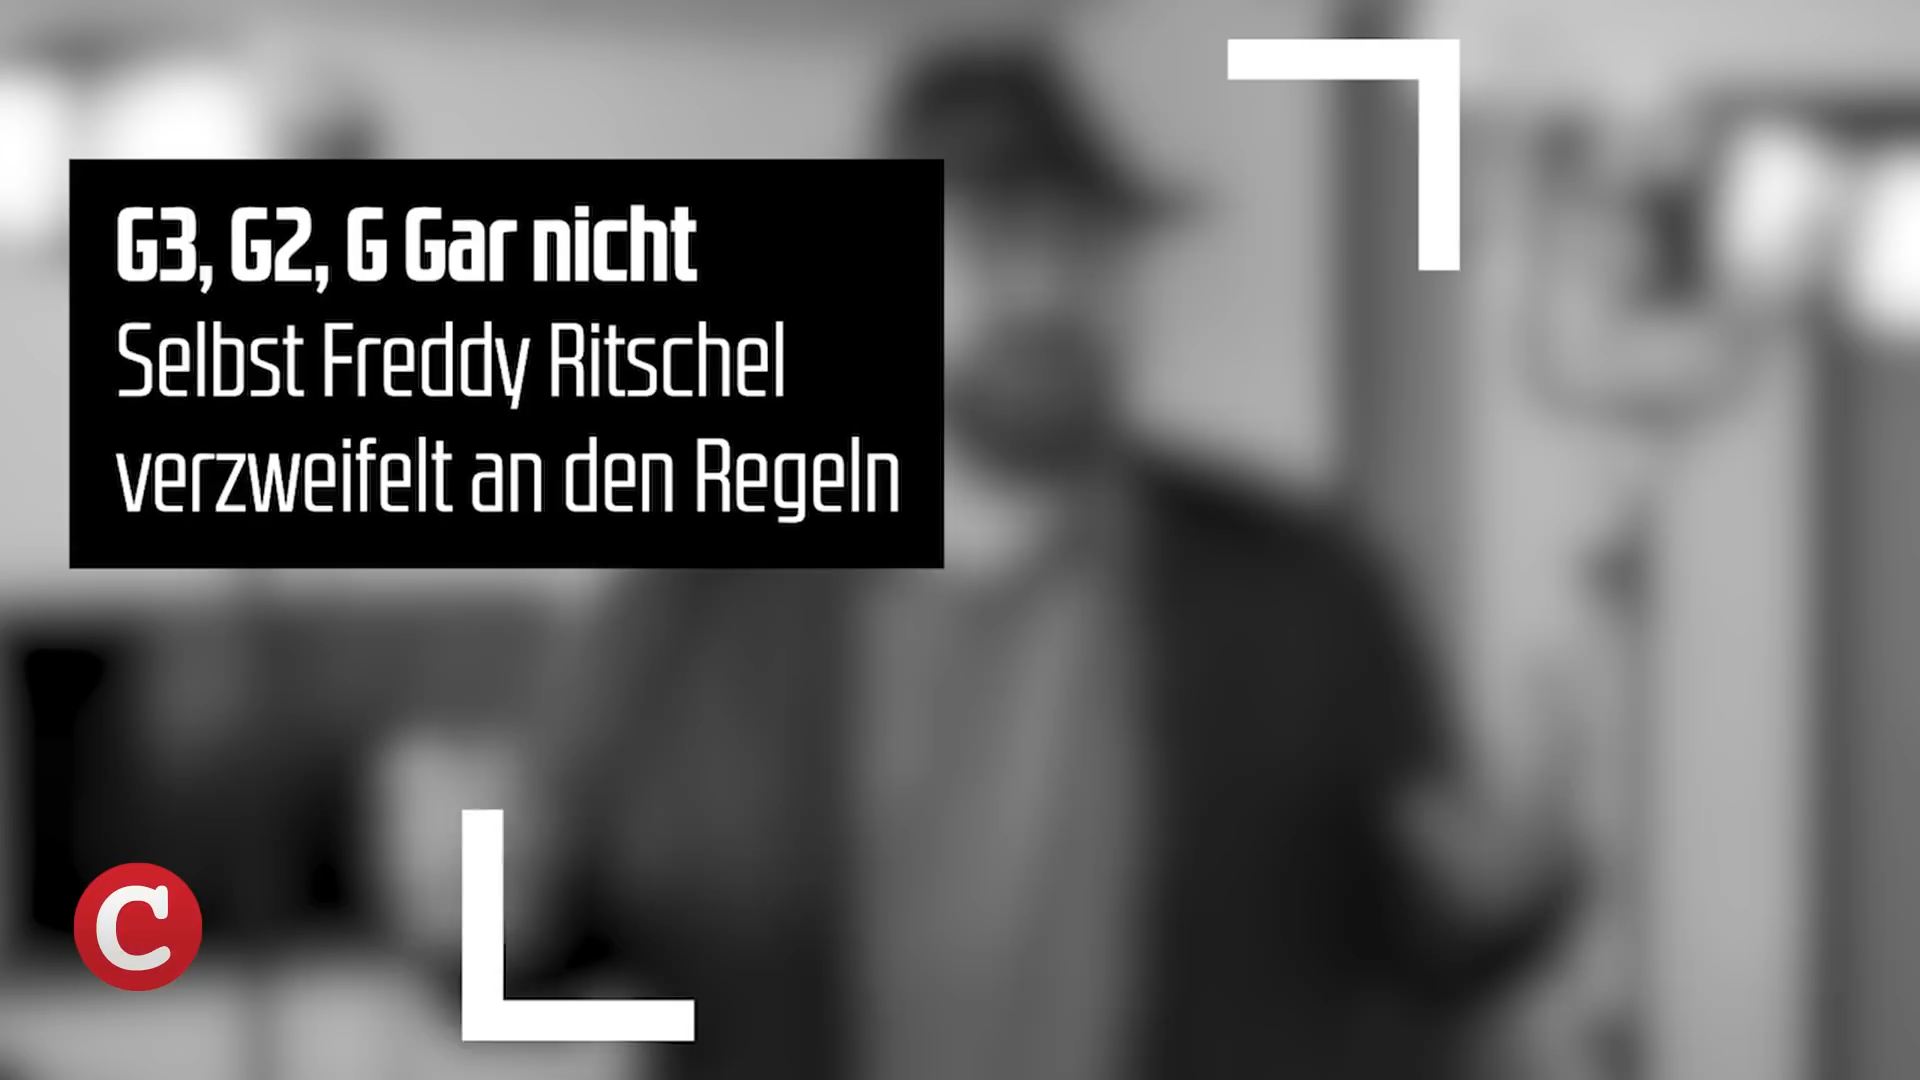 G3, G2, G Gar nicht
Selbst Freddy Ritschel
verzweifelt an den Regeln
C